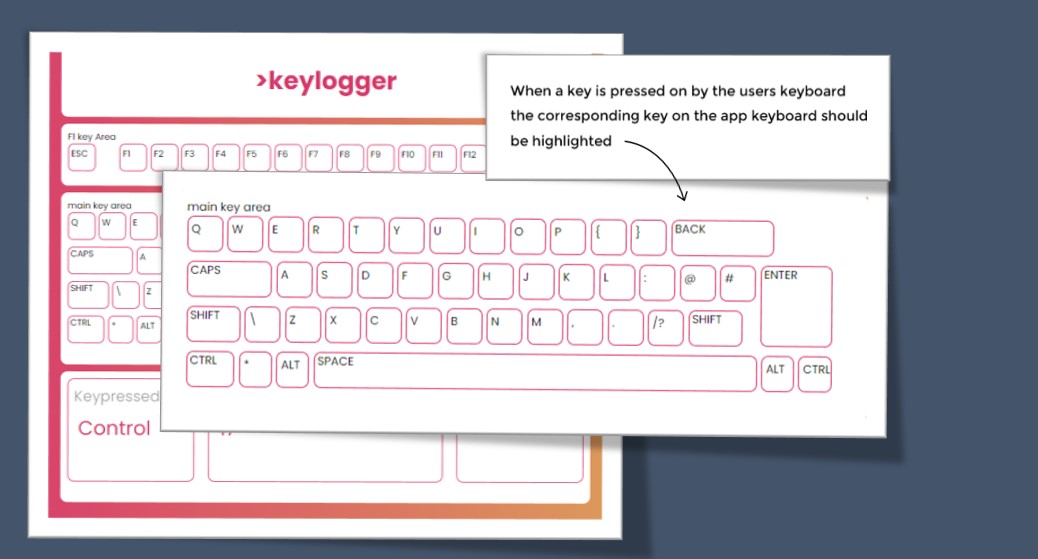 >keylogger
When a key is pressed on by the users keyboard
the corresponding key on the app keyboard should
be highlighted
F1 key Area
ESC F1 F2 F3 F4 F5 F6 F7 F8 F9 F10 F11 F12
main key area
Q W E
CAPS A
SHIFT \ Z
CTRL * ALT
main key area
Q W E R T Y U I O P { } BACK
CAPS A S D F G H J K L : @ # ENTER
SHIFT \ Z X C V B N M , . /? SHIFT
CTRL * ALT SPACE ALT CTRL
Keypressed
Control